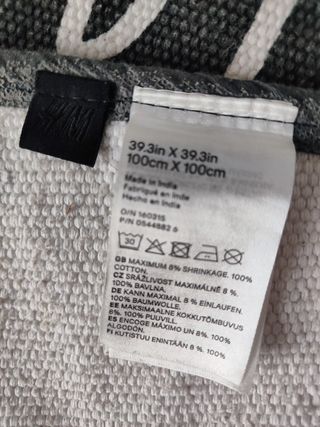 H&M
39.3in X 39.3in
100cm X 100cm
Made in India
Fabriqué en Inde
Hecho en India
O/N 160315
P/N 0544882 6
30
GB MAXIMUM 8% SHRINKAGE. 100%
COTTON.
CZ SRÁŽLIVOST MAXIMÁLNĚ 8 %.
100% BAVLNA.
DE KANN MAXIMAL 8 % EINLAUFEN.
100% BAUMWOLLE.
EE MAKSIMAALNE KOKKUTÕMBUVUS
8%. 100% PUUVILL.
ES ENCOGE MÁXIMO UN 8%. 100%
ALGODÓN.
FI KUTISTUU ENINTÄÄN 8 %. 100%